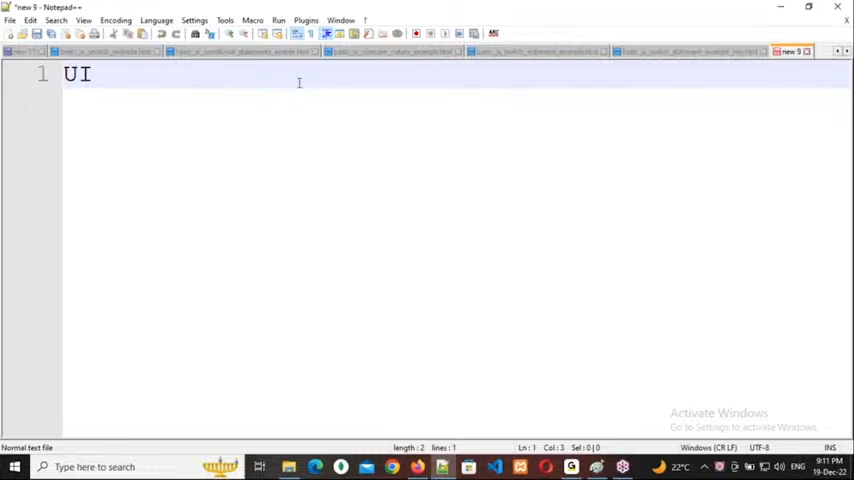 *new 9 - Notepad++
File Edit Search View Encoding Language Settings Tools Macro Run Plugins Window ? X
new 11 new 9
1 UI
Activate Windows
Go to Settings to activate Windows.
Normal text file length : 2 lines : 1 Ln : 1 Col : 3 Sel : 0 | 0 Windows (CR LF) UTF-8 INS
Type here to search 22°C ENG 9:11 PM
19-Dec-22